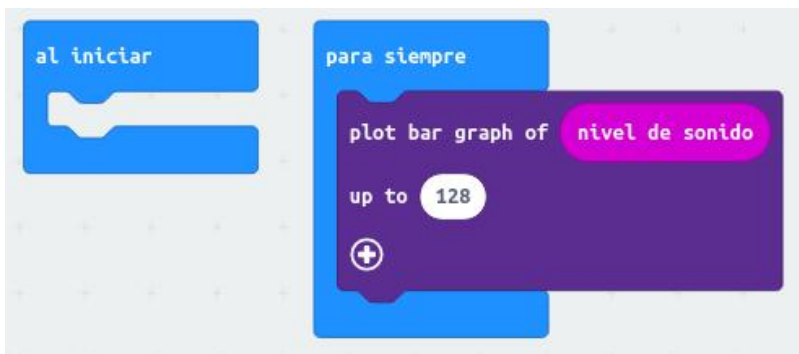 al iniciar
para siempre
plot bar graph of nivel de sonido
up to 128